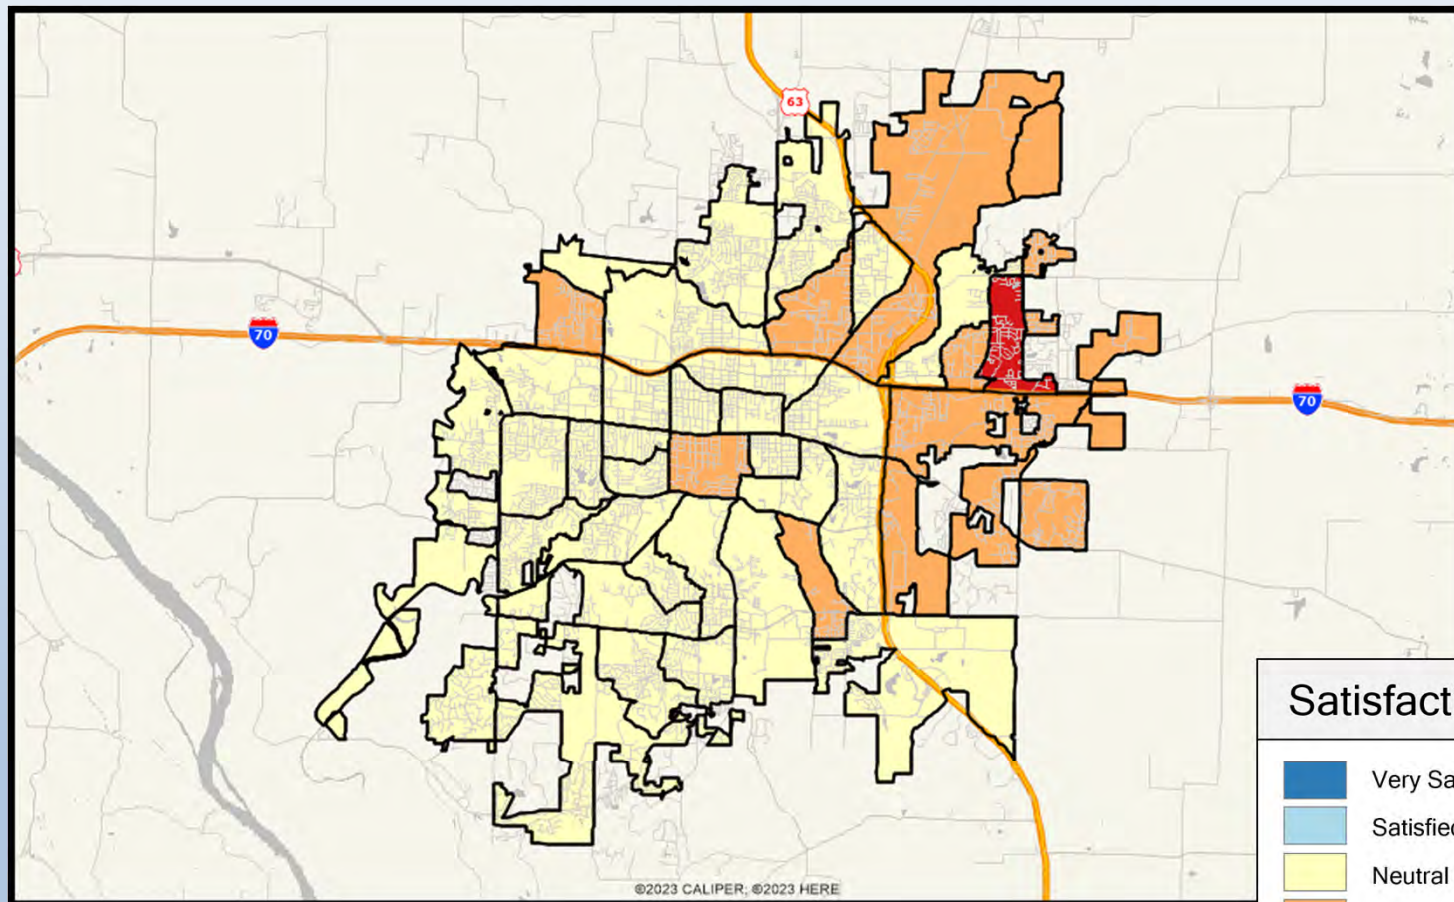 63
70
70
Satisfact
Very Sa
Satisfied
Neutral
©2023 CALIPER; ©2023 HERE